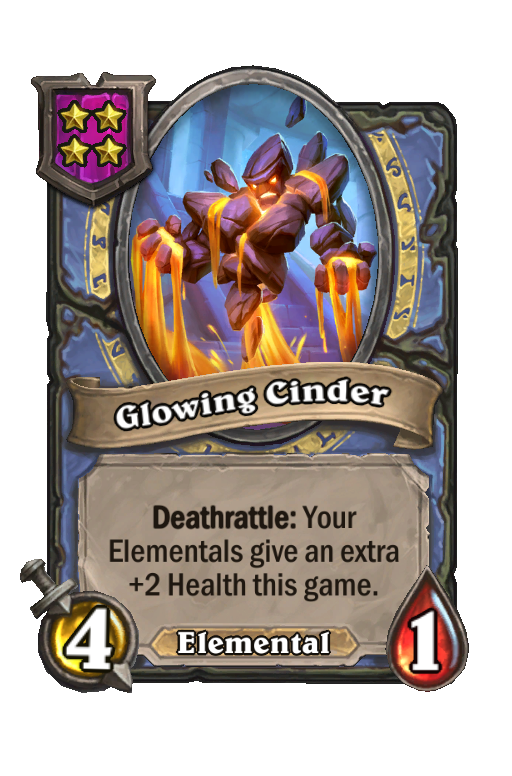 Glowing Cinder
Deathrattle: Your
Elementals give an extra
+2 Health this game.
4
Elemental
1